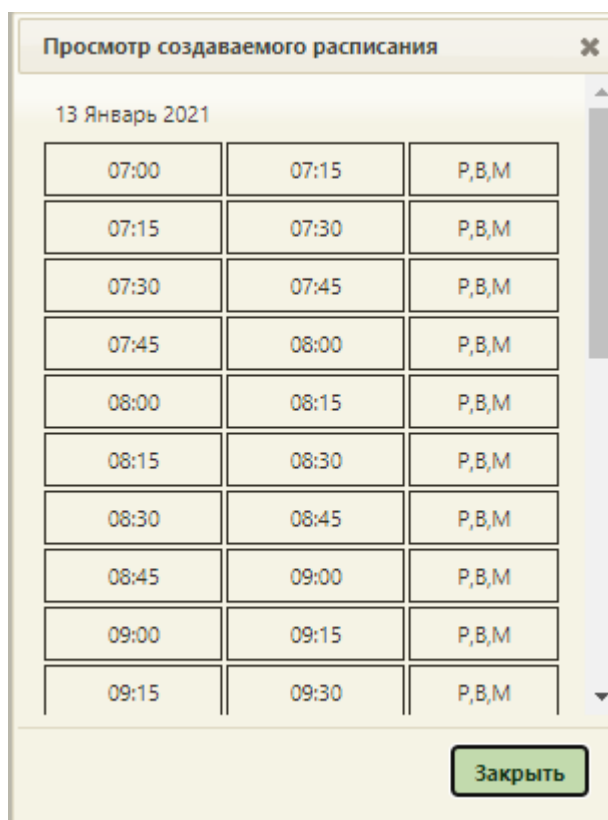 Просмотр создаваемого расписания
13 Январь 2021
07:00 07:15 Р,В,М
07:15 07:30 Р,В,М
07:30 07:45 Р,В,М
07:45 08:00 Р,В,М
08:00 08:15 Р,В,М
08:15 08:30 Р,В,М
08:30 08:45 Р,В,М
08:45 09:00 Р,В,М
09:00 09:15 Р,В,М
09:15 09:30 Р,В,М
Закрыть